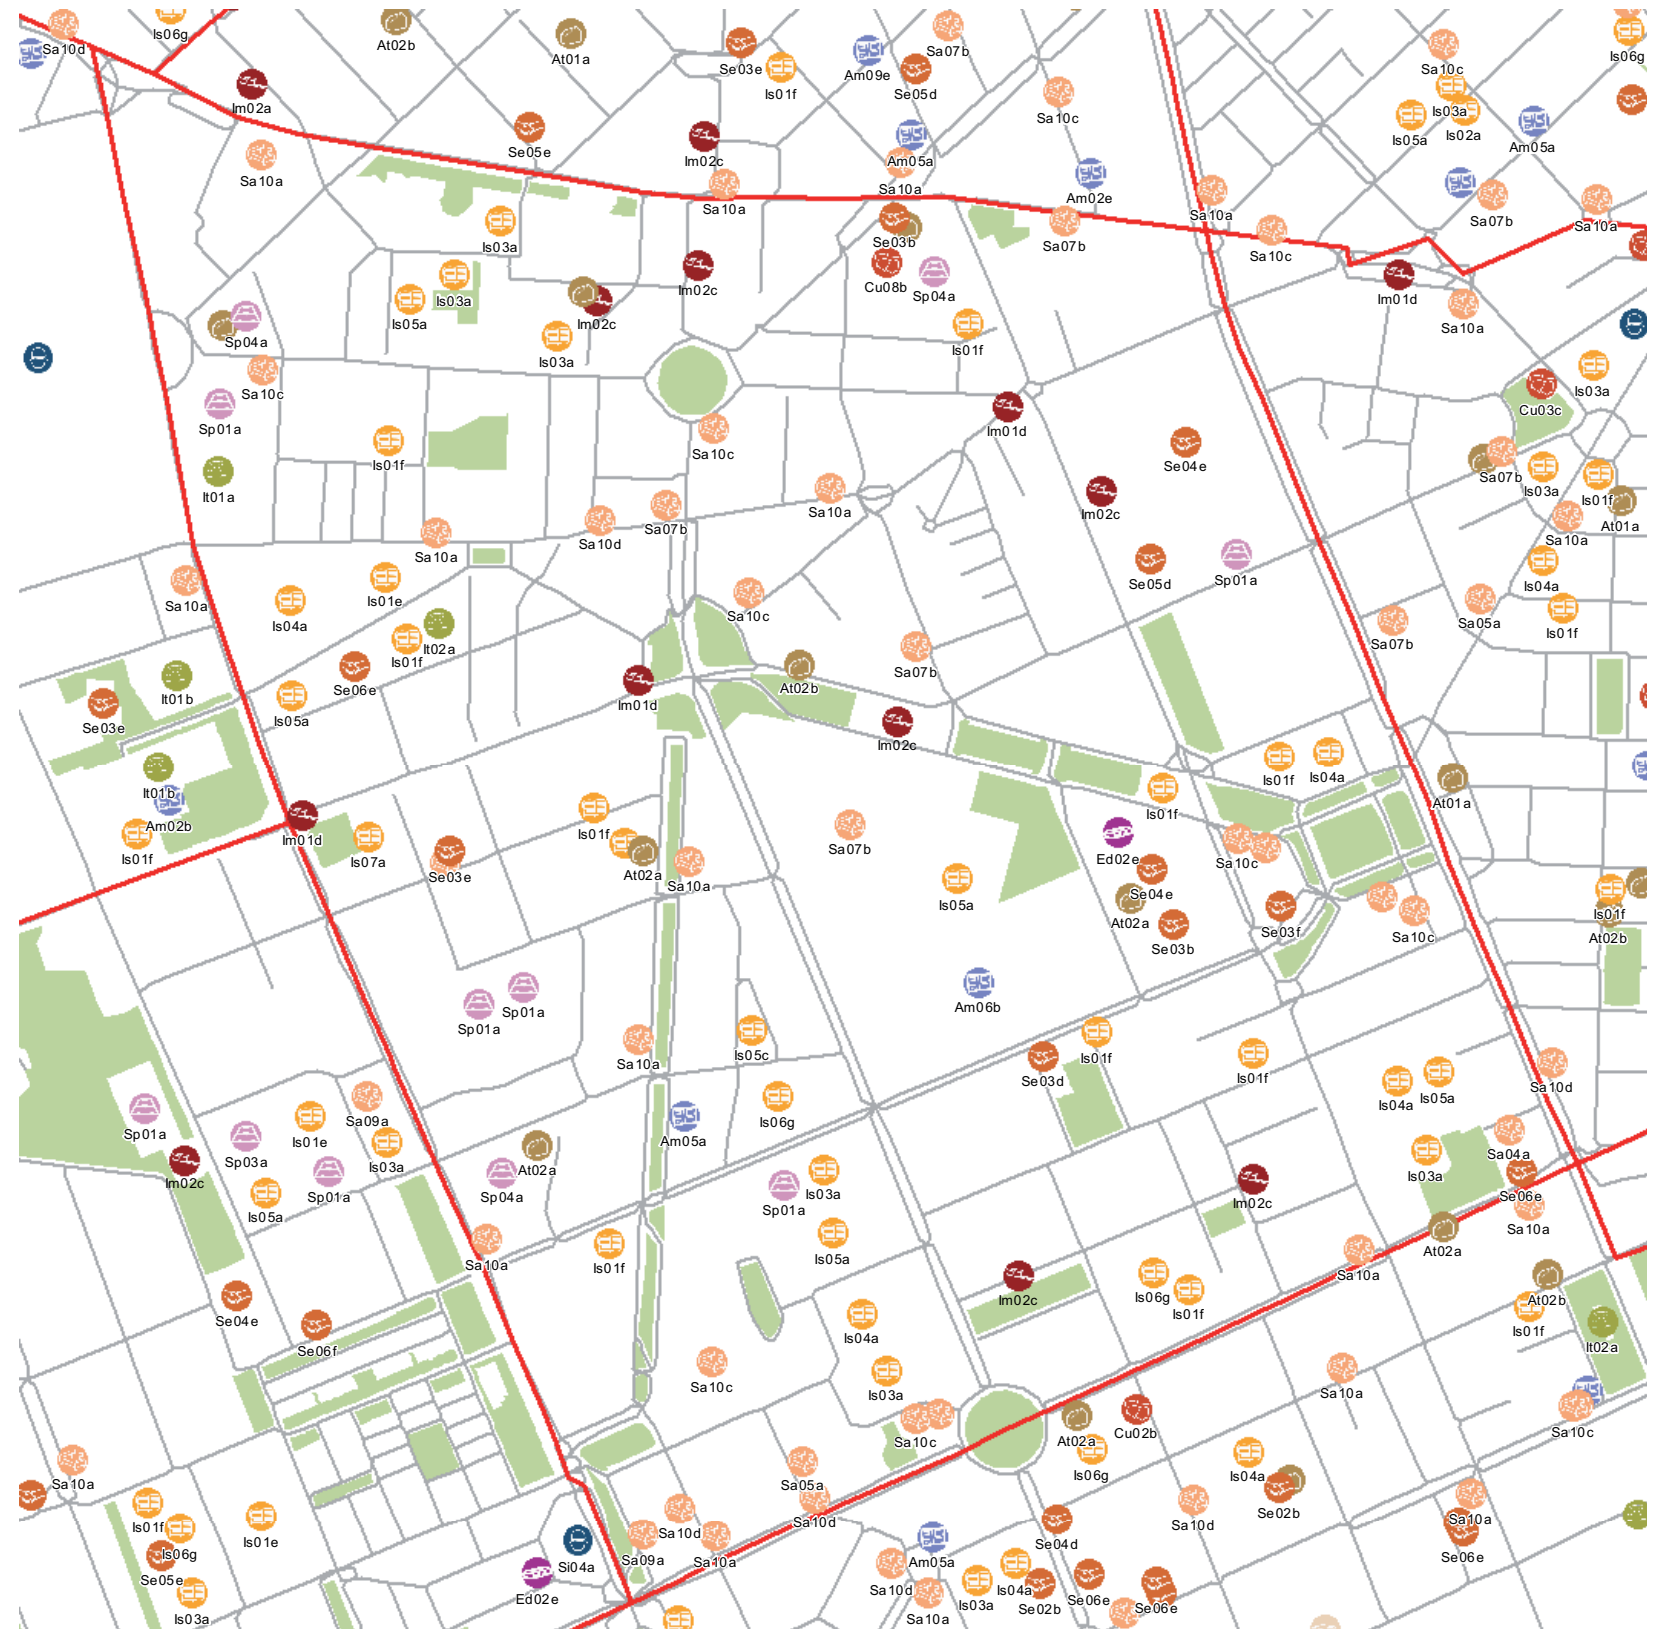 Is06g
Sa10d
At02b
At01a
Se03e
Is01f
Am09e
Sa07b
Se05d
Sa10c
Is06g
Im02a
Sa10c
Is03a
Is02a
Is05a
Am05a
Se05e
Im02c
Am05a
Sa10a
Sa10a
Am02e
Sa10a
Sa10a
Sa07b
Sa07b
Sa10a
Is03a
Se03b
Sa10c
Cu08b
Sp04a
Im02c
Im01d
Is03a
Is05a
Im02c
Sa10a
Sp04a
Is03a
Is01f
Sa10c
Is03a
Sp01a
Cu03c
Im01d
Is01f
Sa10c
Se04e
Sa07b
Is03a
It01a
Im02c
Is01f
At01a
Sa10a
Sa10a
Sa10d
Sa07b
Sa10a
Se05d
Sp01a
Is04a
Sa10a
Is01e
Is04a
Sa10c
Sa05a
Is01f
Is01f
It02a
Sa07b
Sa07b
It01b
Se06e
Is05a
Im01d
At02b
Se03e
Im02c
It01b
Am02b
Is01f
Is04a
Is01f
At01a
Is01f
Im01d
Is07a
Is01f
Se03e
At02a
Sa10a
Sa07b
Ed02e
Sa10c
Is05a
Se04e
At02a
Se03b
Se03f
Sa10c
Is01f
At02b
Sp01a
Sp01a
Am06b
Sa10a
Is05c
Se03d
Is01f
Is01f
Is04a
Is05a
Sa10d
Sp01a
Is01e
Sa09a
Is06g
Am05a
Sp03a
Is03a
At02a
Sa04a
Im02c
Sp01a
Sp04a
Is03a
Sp01a
Is03a
Se06e
Is05a
Im02c
Sa10a
At02a
Sa10a
Is01f
Is05a
Sa10a
Im02c
Is06g
Is01f
At02b
Is01f
Se04e
Is04a
It02a
Se06f
Sa10c
Is03a
Sa10a
Sa10c
Sa10c
At02a
Cu02b
Is06g
Is04a
Sa10a
Sa05a
Sa10d
Sa10d
Se02b
Sa10a
Is01f
Is06g
Is01e
Sa10d
Se04d
Se06e
Se05e
Si04a
Sa09a
Sa10a
Am05a
Sa10d
Is03a
Is04a
Ed02e
Is03a
Sa10a
Se02b
Se06e
Se06e